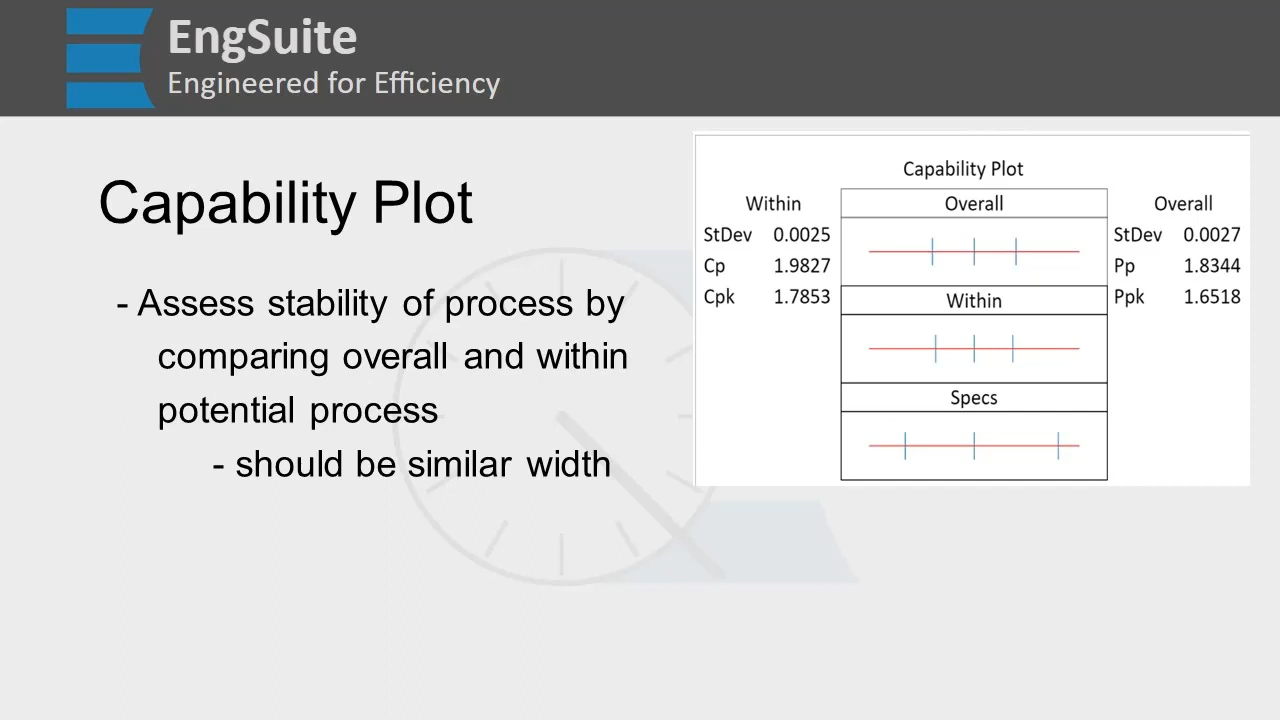 EngSuite
Engineered for Efficiency
Capability Plot
- Assess stability of process by
comparing overall and within
potential process
- should be similar width
Capability Plot
Within
StDev 0.0025
Cp 1.9827
Cpk 1.7853
Overall
Within
Specs
Overall
StDev 0.0027
Pp 1.8344
Ppk 1.6518